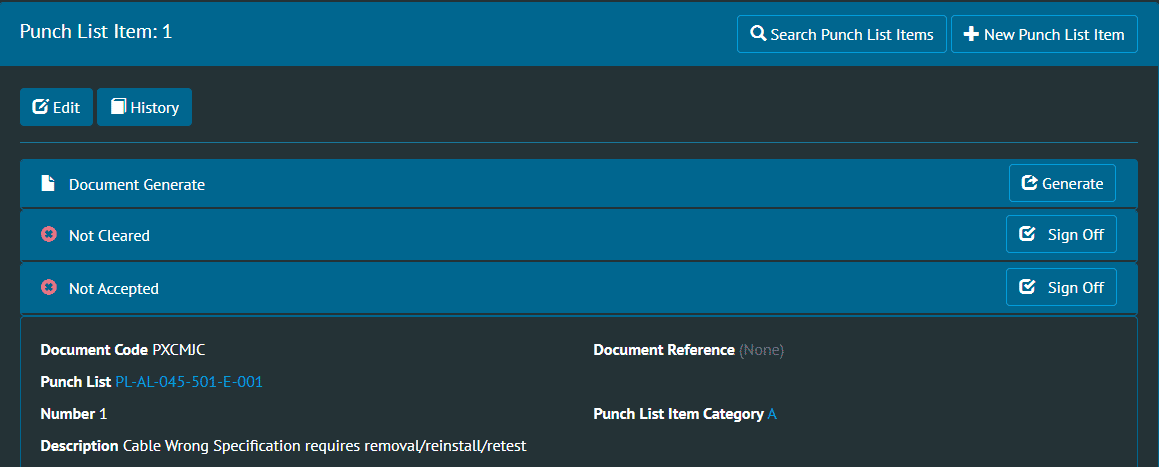 Punch List Item: 1
Search Punch List Items
New Punch List Item
Edit
History
Document Generate
Generate
Not Cleared
Sign Off
Not Accepted
Sign Off
Document Code PXCMJC
Document Reference (None)
Punch List PL-AL-045-501-E-001
Number 1
Punch List Item Category A
Description Cable Wrong Specification requires removal/reinstall/retest